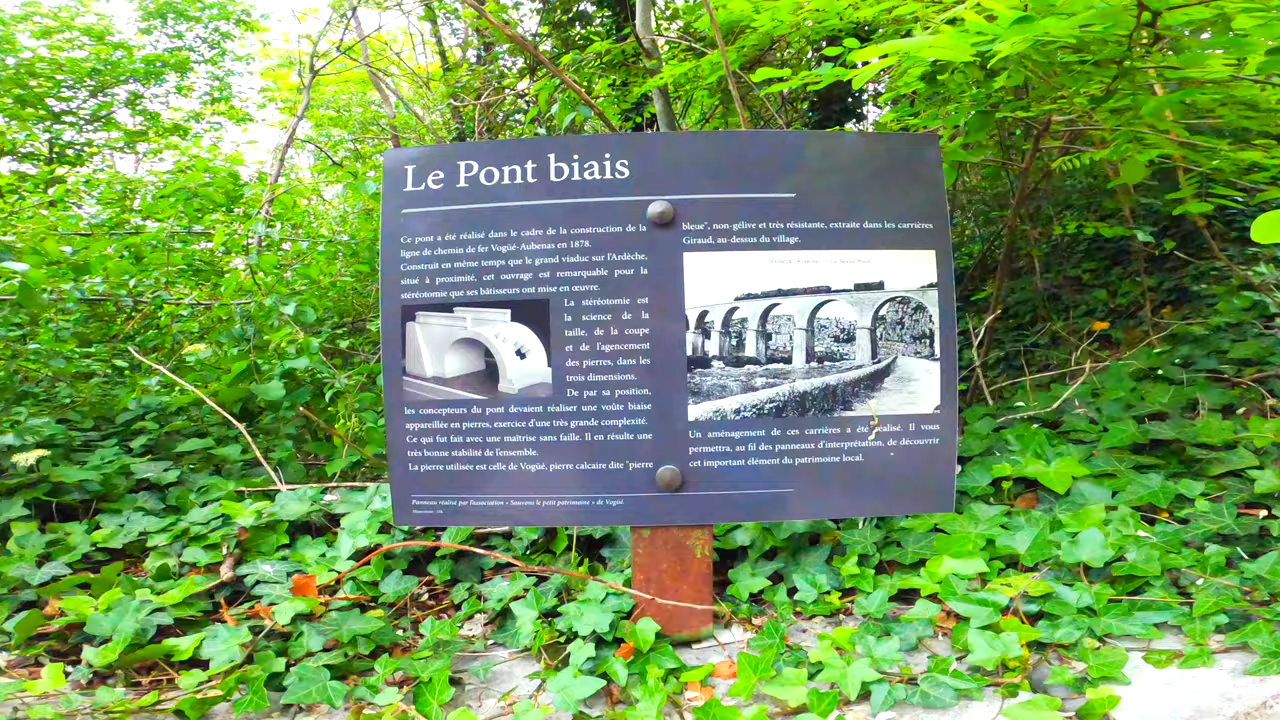 Le Pont biais
Ce pont a été réalisé dans le cadre de la construction de la
ligne de chemin de fer Vogüé-Aubenas en 1878.
Construit en même temps que le grand viaduc sur l'Ardèche,
situé à proximité, cet ouvrage est remarquable pour la
stéréotomie que ses bâtisseurs ont mise en œuvre.
La stéréotomie est
la science de la
taille, de la coupe
et de l'agencement
des pierres, dans les
trois dimensions.
De par sa position,
les concepteurs du pont devaient réaliser une voûte biaise
appareillée en pierres, exercice d'une très grande complexité.
Ce qui fut fait avec une maîtrise sans faille. Il en résulte une
très bonne stabilité de l'ensemble.
La pierre utilisée est celle de Vogüé, pierre calcaire dite "pierre
bleue", non-gélive et très résistante, extraite dans les carrières
Giraud, au-dessus du village.
Un aménagement de ces carrières a été réalisé. Il vous
permettra, au fil des panneaux d'interprétation, de découvrir
cet important élément du patrimoine local.
Panneau réalisé par l'association « Sauvons le petit patrimoine » de Vogüé.